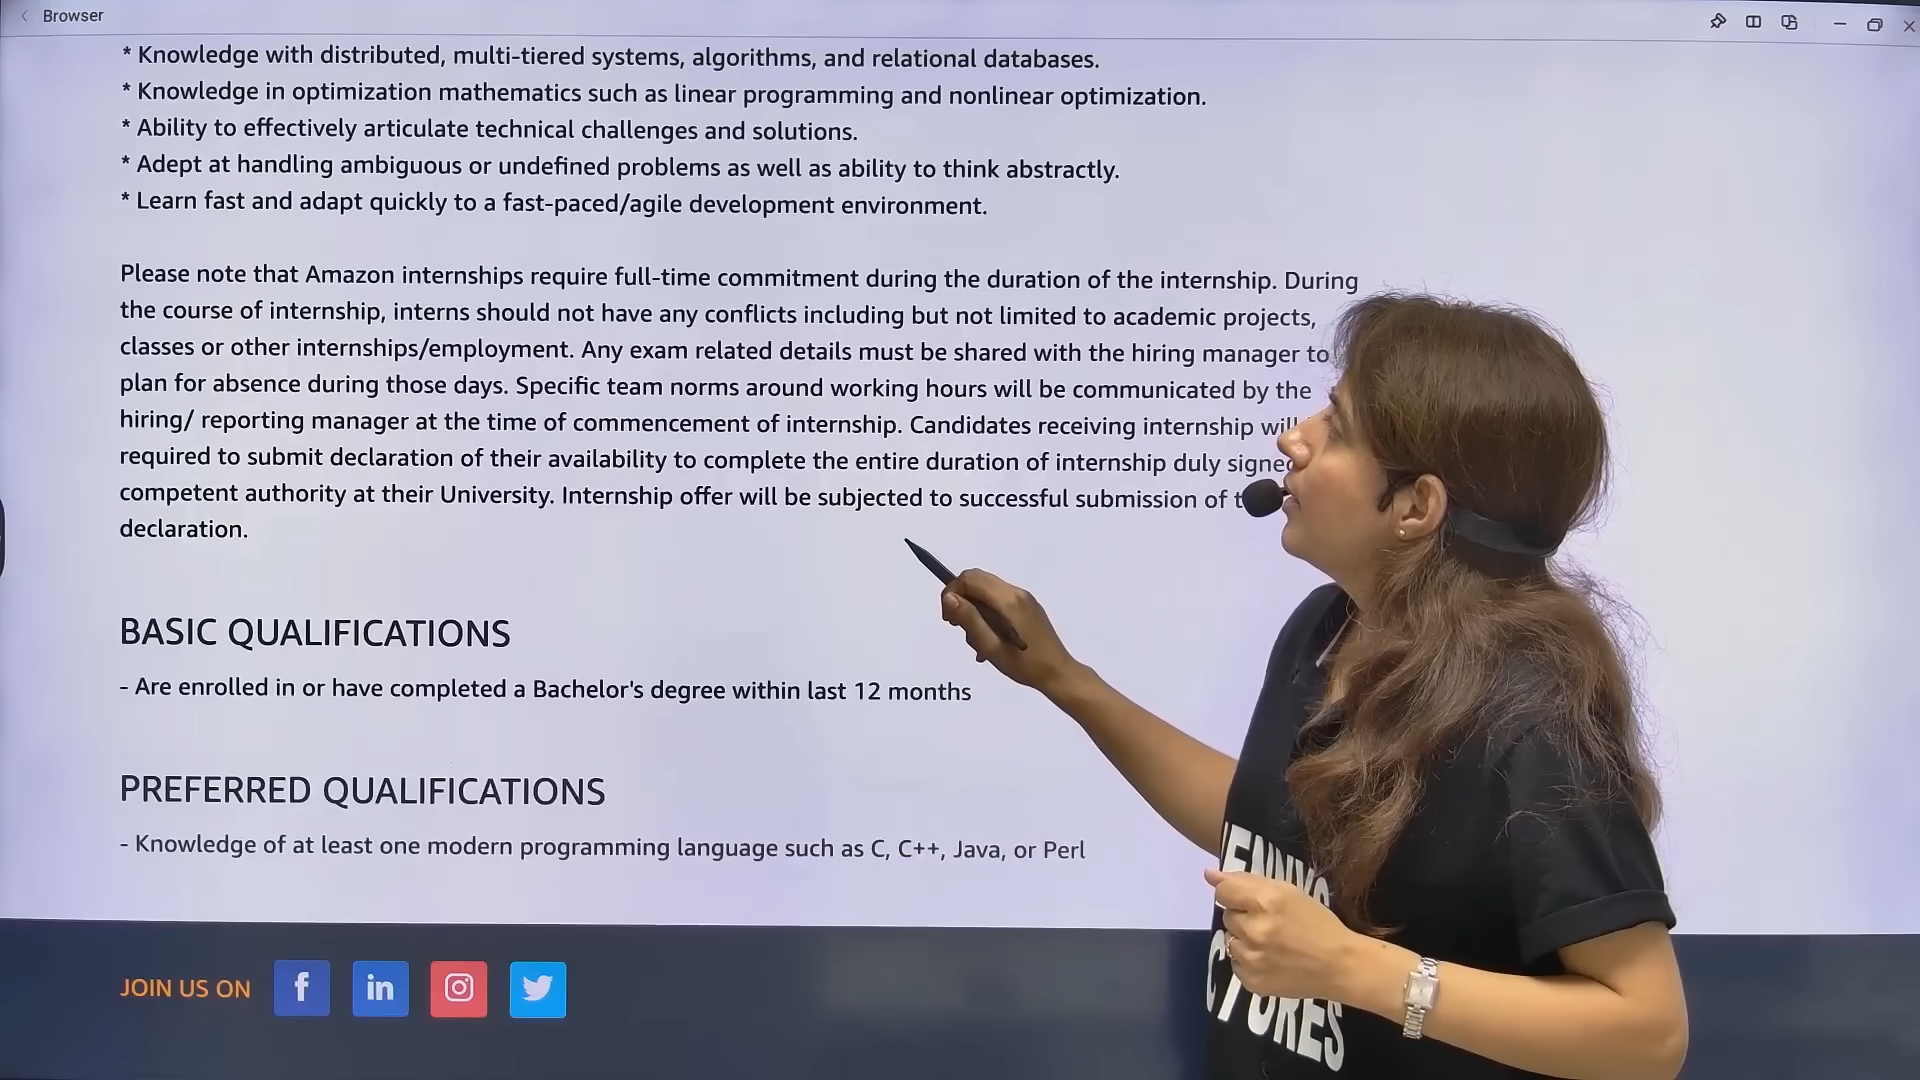 Browser
* Knowledge with distributed, multi-tiered systems, algorithms, and relational databases.
* Knowledge in optimization mathematics such as linear programming and nonlinear optimization.
* Ability to effectively articulate technical challenges and solutions.
* Adept at handling ambiguous or undefined problems as well as ability to think abstractly.
* Learn fast and adapt quickly to a fast-paced/agile development environment.
Please note that Amazon internships require full-time commitment during the duration of the internship. During
the course of internship, interns should not have any conflicts including but not limited to academic projects,
classes or other internships/employment. Any exam related details must be shared with the hiring manager to
plan for absence during those days. Specific team norms around working hours will be communicated by the
hiring/ reporting manager at the time of commencement of internship. Candidates receiving internship will
required to submit declaration of their availability to complete the entire duration of internship duly signed
competent authority at their University. Internship offer will be subjected to successful submission of
declaration.
BASIC QUALIFICATIONS
- Are enrolled in or have completed a Bachelor's degree within last 12 months
PREFERRED QUALIFICATIONS
- Knowledge of at least one modern programming language such as C, C++, Java, or Perl
JOIN US ON
f
in